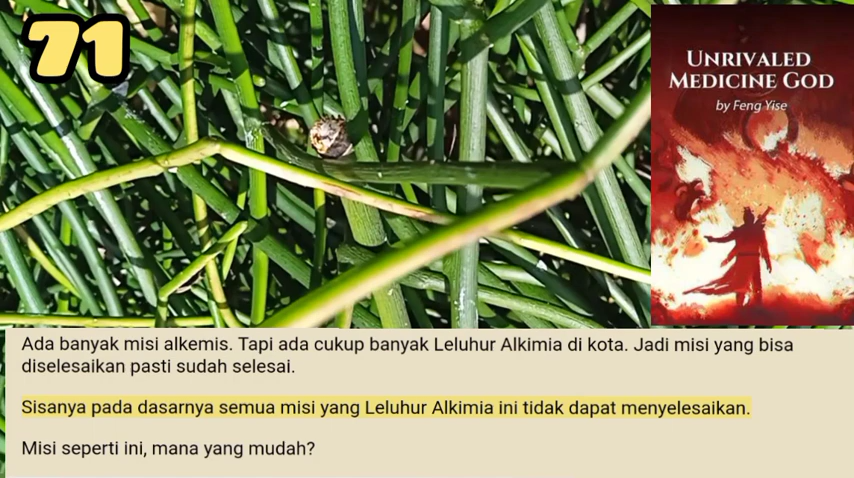 71
UNRIVALED
MEDICINE GOD
by Feng Yise
Ada banyak misi alkemis. Tapi ada cukup banyak Leluhur Alkimia di kota. Jadi misi yang bisa
diselesaikan pasti sudah selesai.
Sisanya pada dasarnya semua misi yang Leluhur Alkimia ini tidak dapat menyelesaikan.
Misi seperti ini, mana yang mudah?